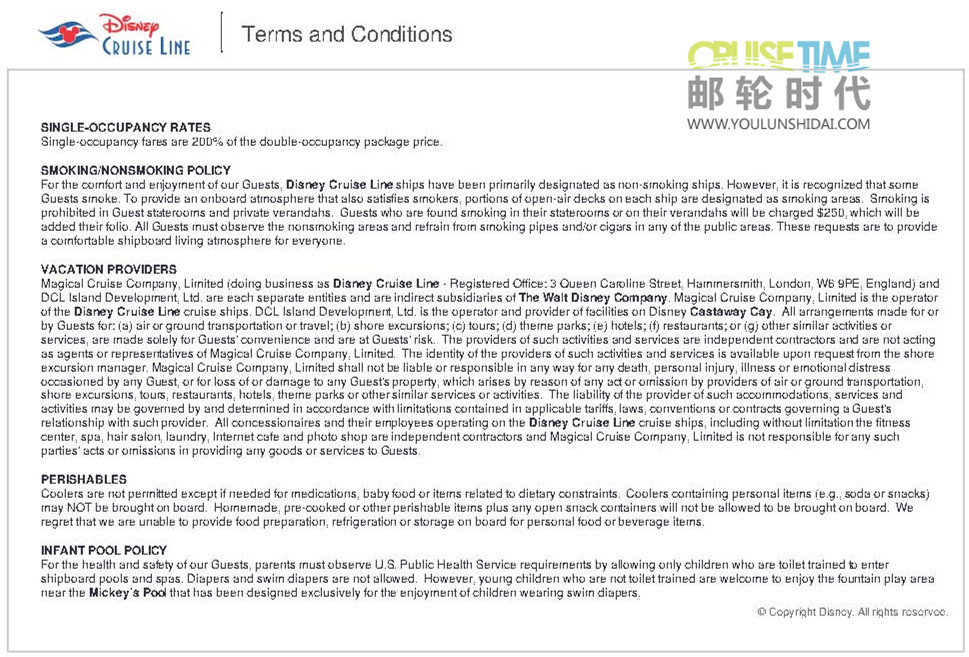 Disney
CRUISE LINE
Terms and Conditions
CRUISETIME
邮轮时代
WWW.YOULUNSHIDAI.COM
SINGLE-OCCUPANCY RATES
Single-occupancy fares are 200% of the double-occupancy package price.
SMOKING/NONSMOKING POLICY
For the comfort and enjoyment of our Guests, Disney Cruise Line ships have been primarily designated as non-smoking ships. However, it is recognized that some
Guests smoke. To provide an onboard atmosphere that also satisfies smokers, portions of open-air decks on each ship are designated as smoking areas. Smoking is
prohibited in Guest staterooms and private verandahs. Guests who are found smoking in their staterooms or on their verandahs will be charged $250, which will be
added their folio. All Guests must observe the nonsmoking areas and refrain from smoking pipes and/or cigars in any of the public areas. These requests are to provide
a comfortable shipboard living atmosphere for everyone.
VACATION PROVIDERS
Magical Cruise Company, Limited (doing business as Disney Cruise Line - Registered Office: 3 Queen Caroline Street, Hammersmith, London, W6 9PE, England) and
DCL Island Development, Ltd. are each separate entities and are indirect subsidiaries of The Walt Disney Company. Magical Cruise Company, Limited is the operator
of the Disney Cruise Line cruise ships. DCL Island Development, Ltd. is the operator and provider of facilities on Disney Castaway Cay. All arrangements made for or
by Guests for: (a) air or ground transportation or travel; (b) shore excursions; (c) tours; (d) theme parks; (e) hotels; (f) restaurants; or (g) other similar activities or
services, are made solely for Guests' convenience and are at Guests' risk. The providers of such activities and services are independent contractors and are not acting
as agents or representatives of Magical Cruise Company, Limited. The identity of the providers of such activities and services is available upon request from the shore
excursion manager. Magical Cruise Company, Limited shall not be liable or responsible in any way for any death, personal injury, illness or emotional distress
occasioned by any Guest, or for loss of or damage to any Guest's property, which arises by reason of any act or omission by providers of air or ground transportation,
shore excursions, tours, restaurants, hotels, theme parks or other similar services or activities. The liability of the provider of such accommodations, services and
activities may be governed by and determined in accordance with limitations contained in applicable tariffs, laws, conventions or contracts governing a Guest's
relationship with such provider. All concessionaires and their employees operating on the Disney Cruise Line cruise ships, including without limitation the fitness
center, spa, hair salon, laundry, Internet cafe and photo shop are independent contractors and Magical Cruise Company, Limited is not responsible for any such
parties' acts or omissions in providing any goods or services to Guests.
PERISHABLES
Coolers are not permitted except if needed for medications, baby food or items related to dietary constraints. Coolers containing personal items (e.g., soda or snacks)
may NOT be brought on board. Homemade, pre-cooked or other perishable items plus any open snack containers will not be allowed to be brought on board. We
regret that we are unable to provide food preparation, refrigeration or storage on board for personal food or beverage items.
INFANT POOL POLICY
For the health and safety of our Guests, parents must observe U.S. Public Health Service requirements by allowing only children who are toilet trained to enter
shipboard pools and spas. Diapers and swim diapers are not allowed. However, young children who are not toilet trained are welcome to enjoy the fountain play area
near the Mickey's Pool that has been designed exclusively for the enjoyment of children wearing swim diapers.
© Copyright Disney. All rights reserved.